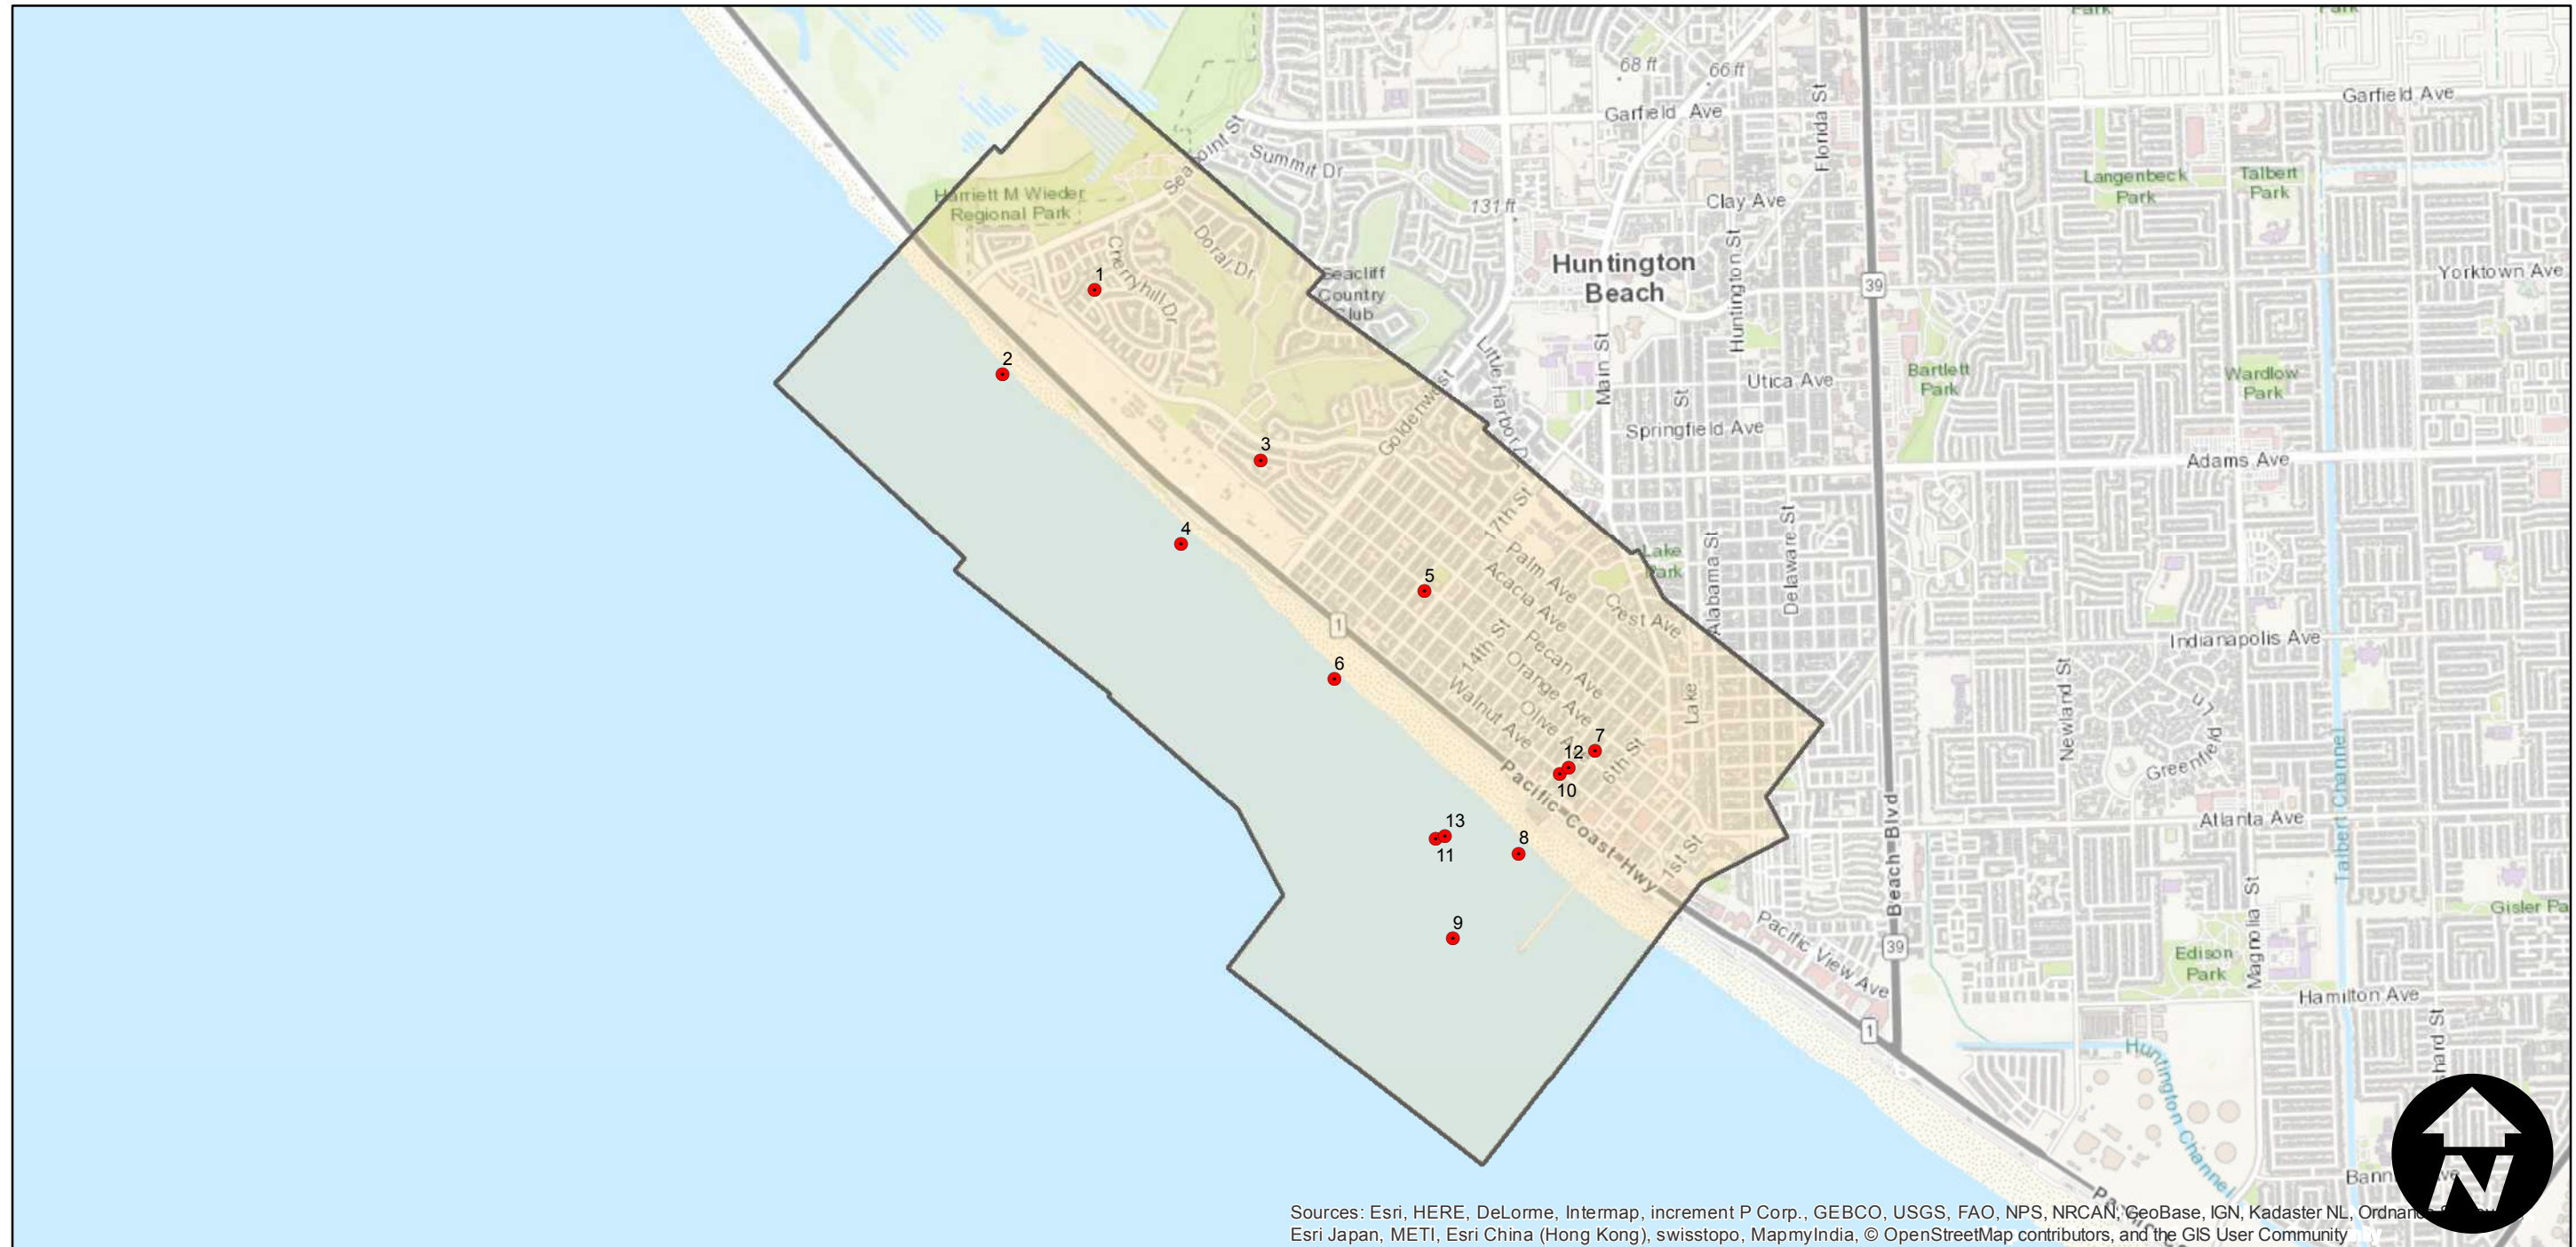 Park
Park
68 ft
66 ft
Garfield Ave
Garfield Ave
Florida St
Seapoint St
Summit Dr
Harriett M Wieder
Regional Park
131 ft
Clay Ave
Langenbeck
Park
Talbert
Park
Cherryhill Dr
Doral Dr
Seacliff
Country
Club
Huntington
Beach
Huntington St
39
Yorktown Ave
1
2
Little Harbor Dr
Main St
St
Utica Ave
Bartlett
Park
Wardlow
Park
Goldenwest
Springfield Ave
3
Adams Ave
4
17th St
Palm Ave
Acacia Ave
Lake
Park
Alabama St
Delaware St
5
Crest Ave
1
14th St
Pecan Ave
Orange Ave
Olive A
Walnut Ave
6
Lake
Indianapolis Ave
Newland St
Greenfield Ln
7
12
10
6th St
Pacific Coast Hwy
1st St
13
11
8
9
Beach Blvd
Atlanta Ave
Talbert Channel
Magnolia St
Gisler Pa
Pacific View Ave
39
Edison
Park
Hamilton Ave
1
Huntington Channel
shard St
Bann
ve
N
Sources: Esri, HERE, DeLorme, Intermap, increment P Corp., GEBCO, USGS, FAO, NPS, NRCAN, GeoBase, IGN, Kadaster NL, Ordnance
Esri Japan, METI, Esri China (Hong Kong), swisstopo, MapmyIndia, © OpenStreetMap contributors, and the GIS User Community